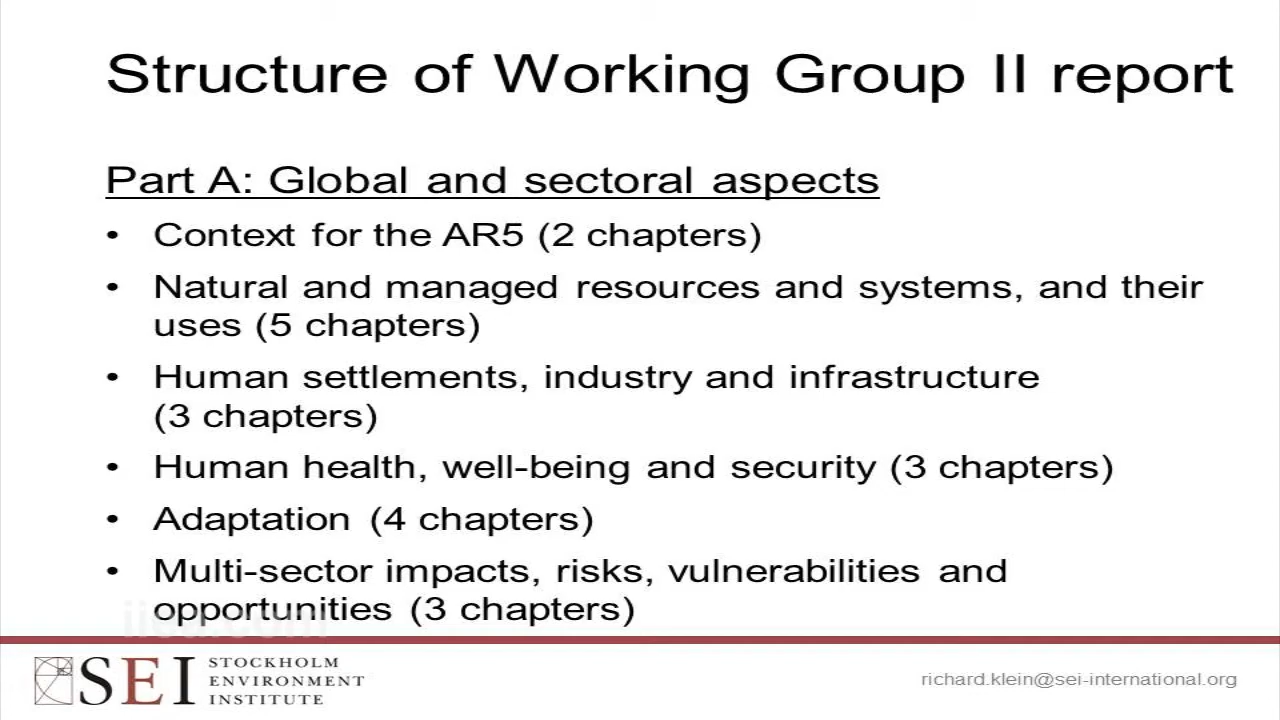 Structure of Working Group II report
Part A: Global and sectoral aspects
• Context for the AR5 (2 chapters)
• Natural and managed resources and systems, and their
uses (5 chapters)
• Human settlements, industry and infrastructure
(3 chapters)
• Human health, well-being and security (3 chapters)
• Adaptation (4 chapters)
• Multi-sector impacts, risks, vulnerabilities and
opportunities (3 chapters)
SEI STOCKHOLM
ENVIRONMENT
INSTITUTE
richard.klein@sei-international.org